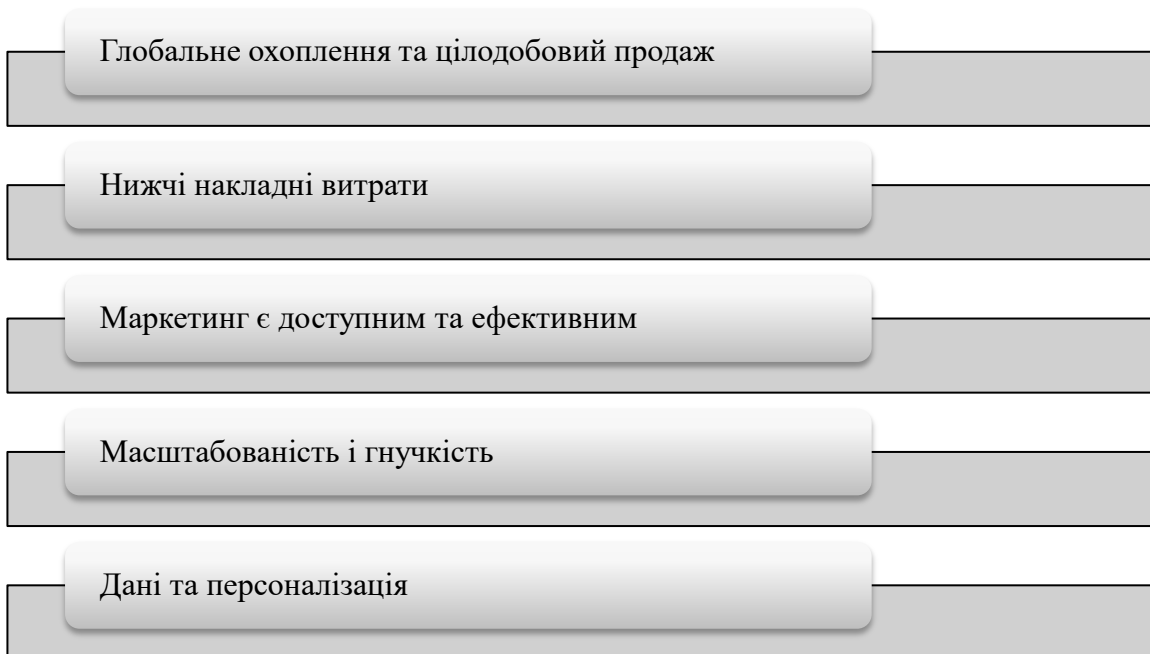 Глобальне охоплення та цілодобовий продаж
Нижчі накладні витрати
Маркетинг є доступним та ефективним
Масштабованість і гнучкість
Дані та персоналізація